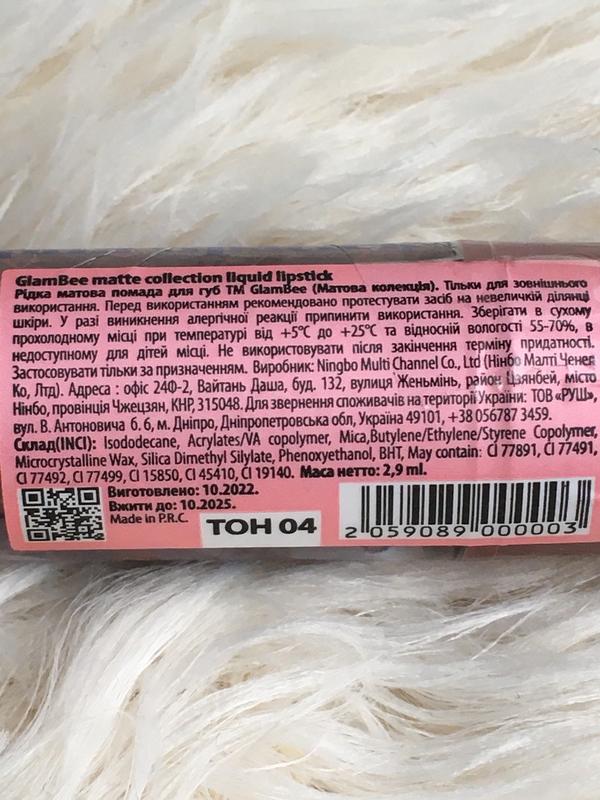 GlamBee matte collection liquid lipstick
Рідка матова помада для губ ТМ GlamBee (Матова колекція). Тільки для зовнішнього
використання. Перед використанням рекомендовано протестувати засіб на невеличкій ділянці
шкіри. У разі виникнення алергічної реакції припинити використання. Зберігати в сухому
прохолодному місці при температурі від +5°С до +25°С та відносній вологості 55-70%, в
недоступному для дітей місці. Не використовувати після закінчення терміну придатності.
Застосовувати тільки за призначенням. Виробник: Ningbo Multi Channel Co., Ltd (Нінбо Малті Ченел
Ко, Лтд). Адреса : офіс 24Ф-2, Вайтань Даша, буд. 132, вулиця Женьмінь, район Цзянбей, місто
Нінбо, провінція Чжецзян, КНР, 315048. Для звернення споживачів на території України: ТОВ «РУШ»,
вул. В. Антоновича б. 6, м. Дніпро, Дніпропетровська обл, Україна 49101, +38 056787 3459.
Склад(INCI): Isododecane, Acrylates/VA copolymer, Mica,Butylene/Ethylene/Styrene Copolymer,
Microcrystalline Wax, Silica Dimethyl Silylate, Phenoxyethanol, BHT, May contain: CI 77891, CI 77491,
CI 77492, CI 77499, CI 15850, CI 45410, CI 19140. Маса нетто: 2,9 ml.
Виготовлено: 10.2022.
Вжити до: 10.2025.
Made in P.R.C.
ТОН 04
2 059089 000003